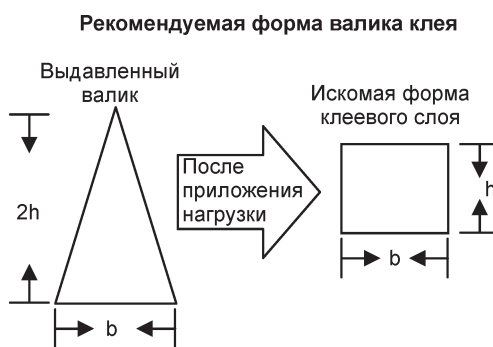 Рекомендуемая форма валика клея
Выдавленный
валик
Искомая форма
клеевого слоя
После
приложения
нагрузки
2h
h
b
b